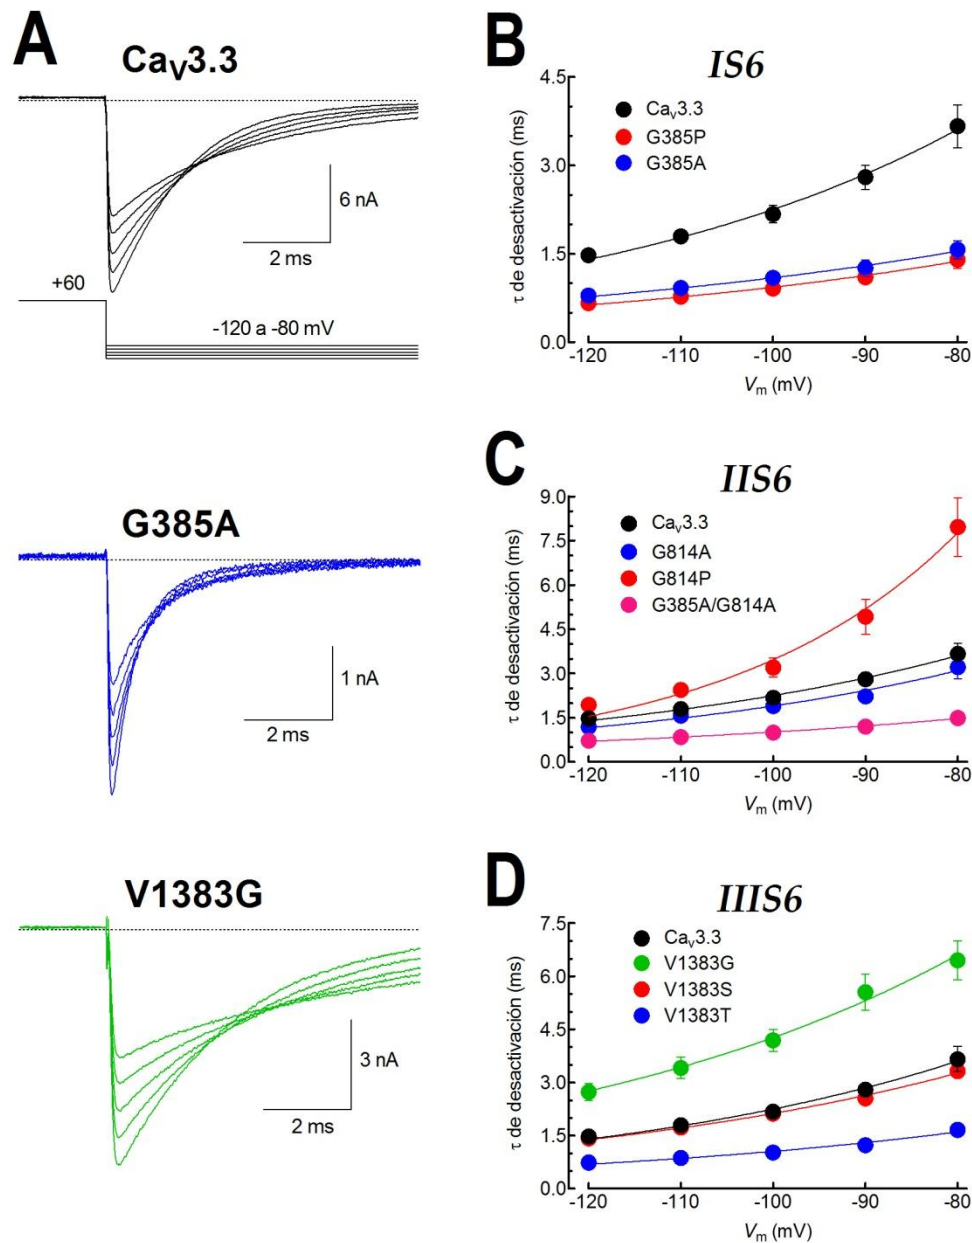 A
Cav3.3
6 nA
2 ms
+60
-120 a -80 mV
G385A
1 nA
2 ms
V1383G
3 nA
2 ms
B
IS6
τ de desactivación (ms)
4.5
3.0
1.5
0.0
Cav3.3
G385P
G385A
-120 -110 -100 -90 -80
Vm (mV)
C
IIS6
τ de desactivación (ms)
9.0
7.5
6.0
4.5
3.0
1.5
0.0
Cav3.3
G814A
G814P
G385A/G814A
-120 -110 -100 -90 -80
Vm (mV)
D
IIIS6
τ de desactivación (ms)
7.5
6.0
4.5
3.0
1.5
0.0
Cav3.3
V1383G
V1383S
V1383T
-120 -110 -100 -90 -80
Vm (mV)